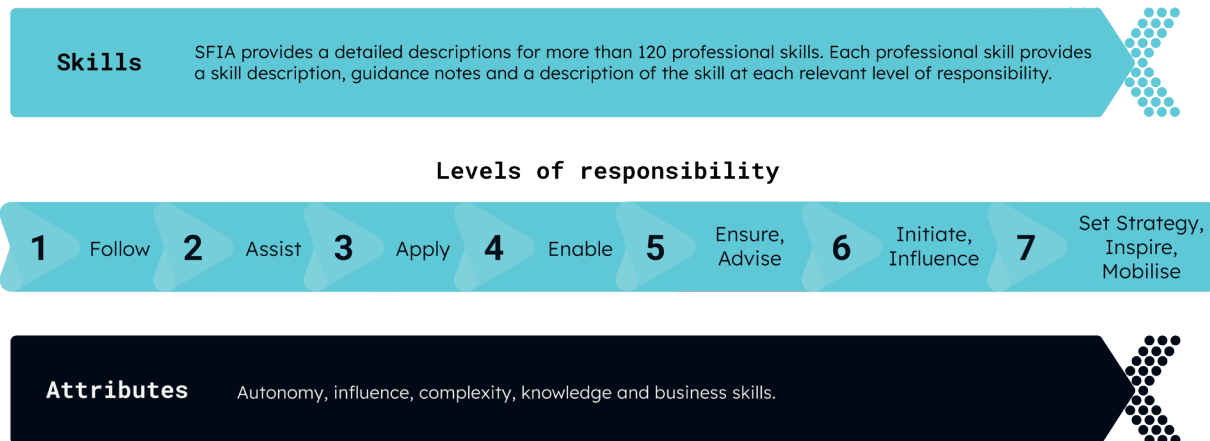 Skills
SFIA provides a detailed descriptions for more than 120 professional skills. Each professional skill provides
a skill description, guidance notes and a description of the skill at each relevant level of responsibility.
Levels of responsibility
1 Follow
2 Assist
3 Apply
4 Enable
5 Ensure,
Advise
6 Initiate,
Influence
7 Set Strategy,
Inspire,
Mobilise
Attributes
Autonomy, influence, complexity, knowledge and business skills.